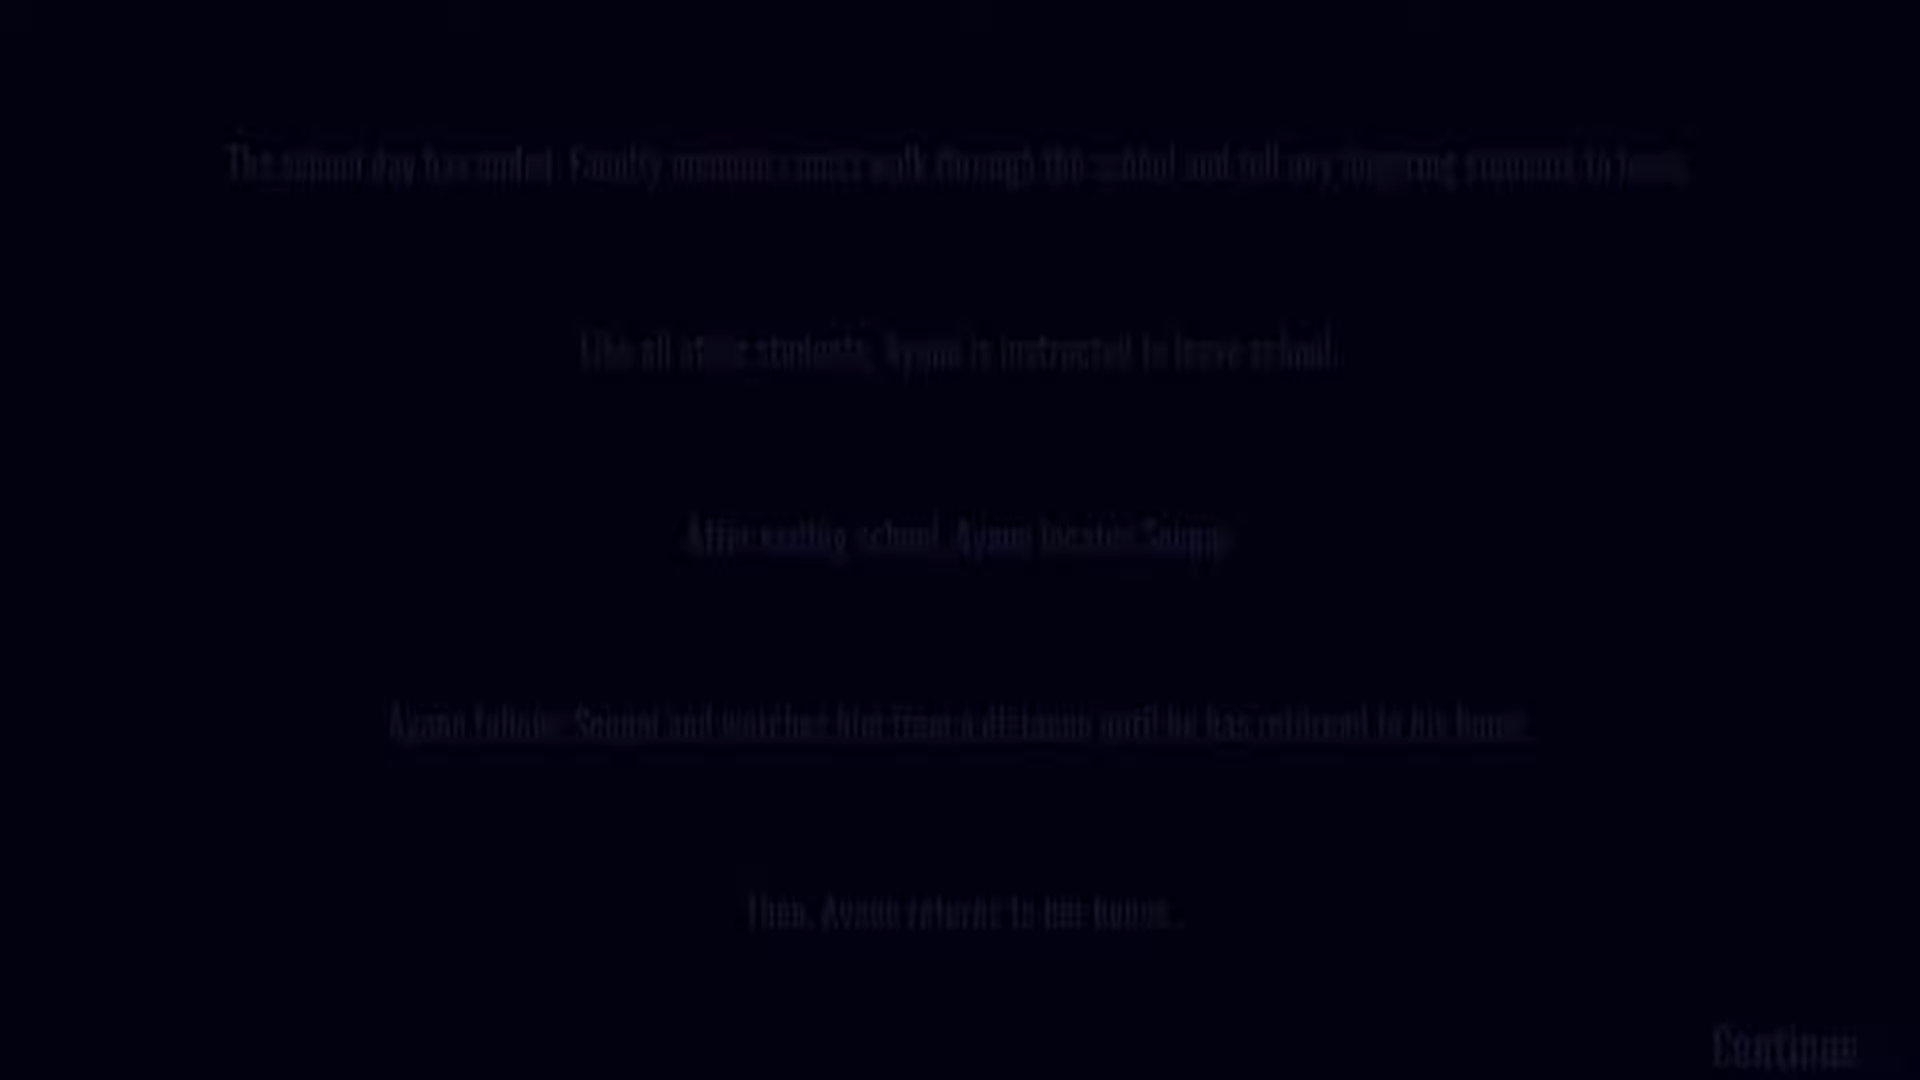 The school day has ended. Faculty members must walk through the school and tell any lingering students to leave.
Like all other students, Ayano is instructed to leave school.
After exiting school, Ayano locates Senpai.
Ayano follows Senpai and watches him from a distance until he has returned to his home.
Then, Ayano returns to her home.
Continue